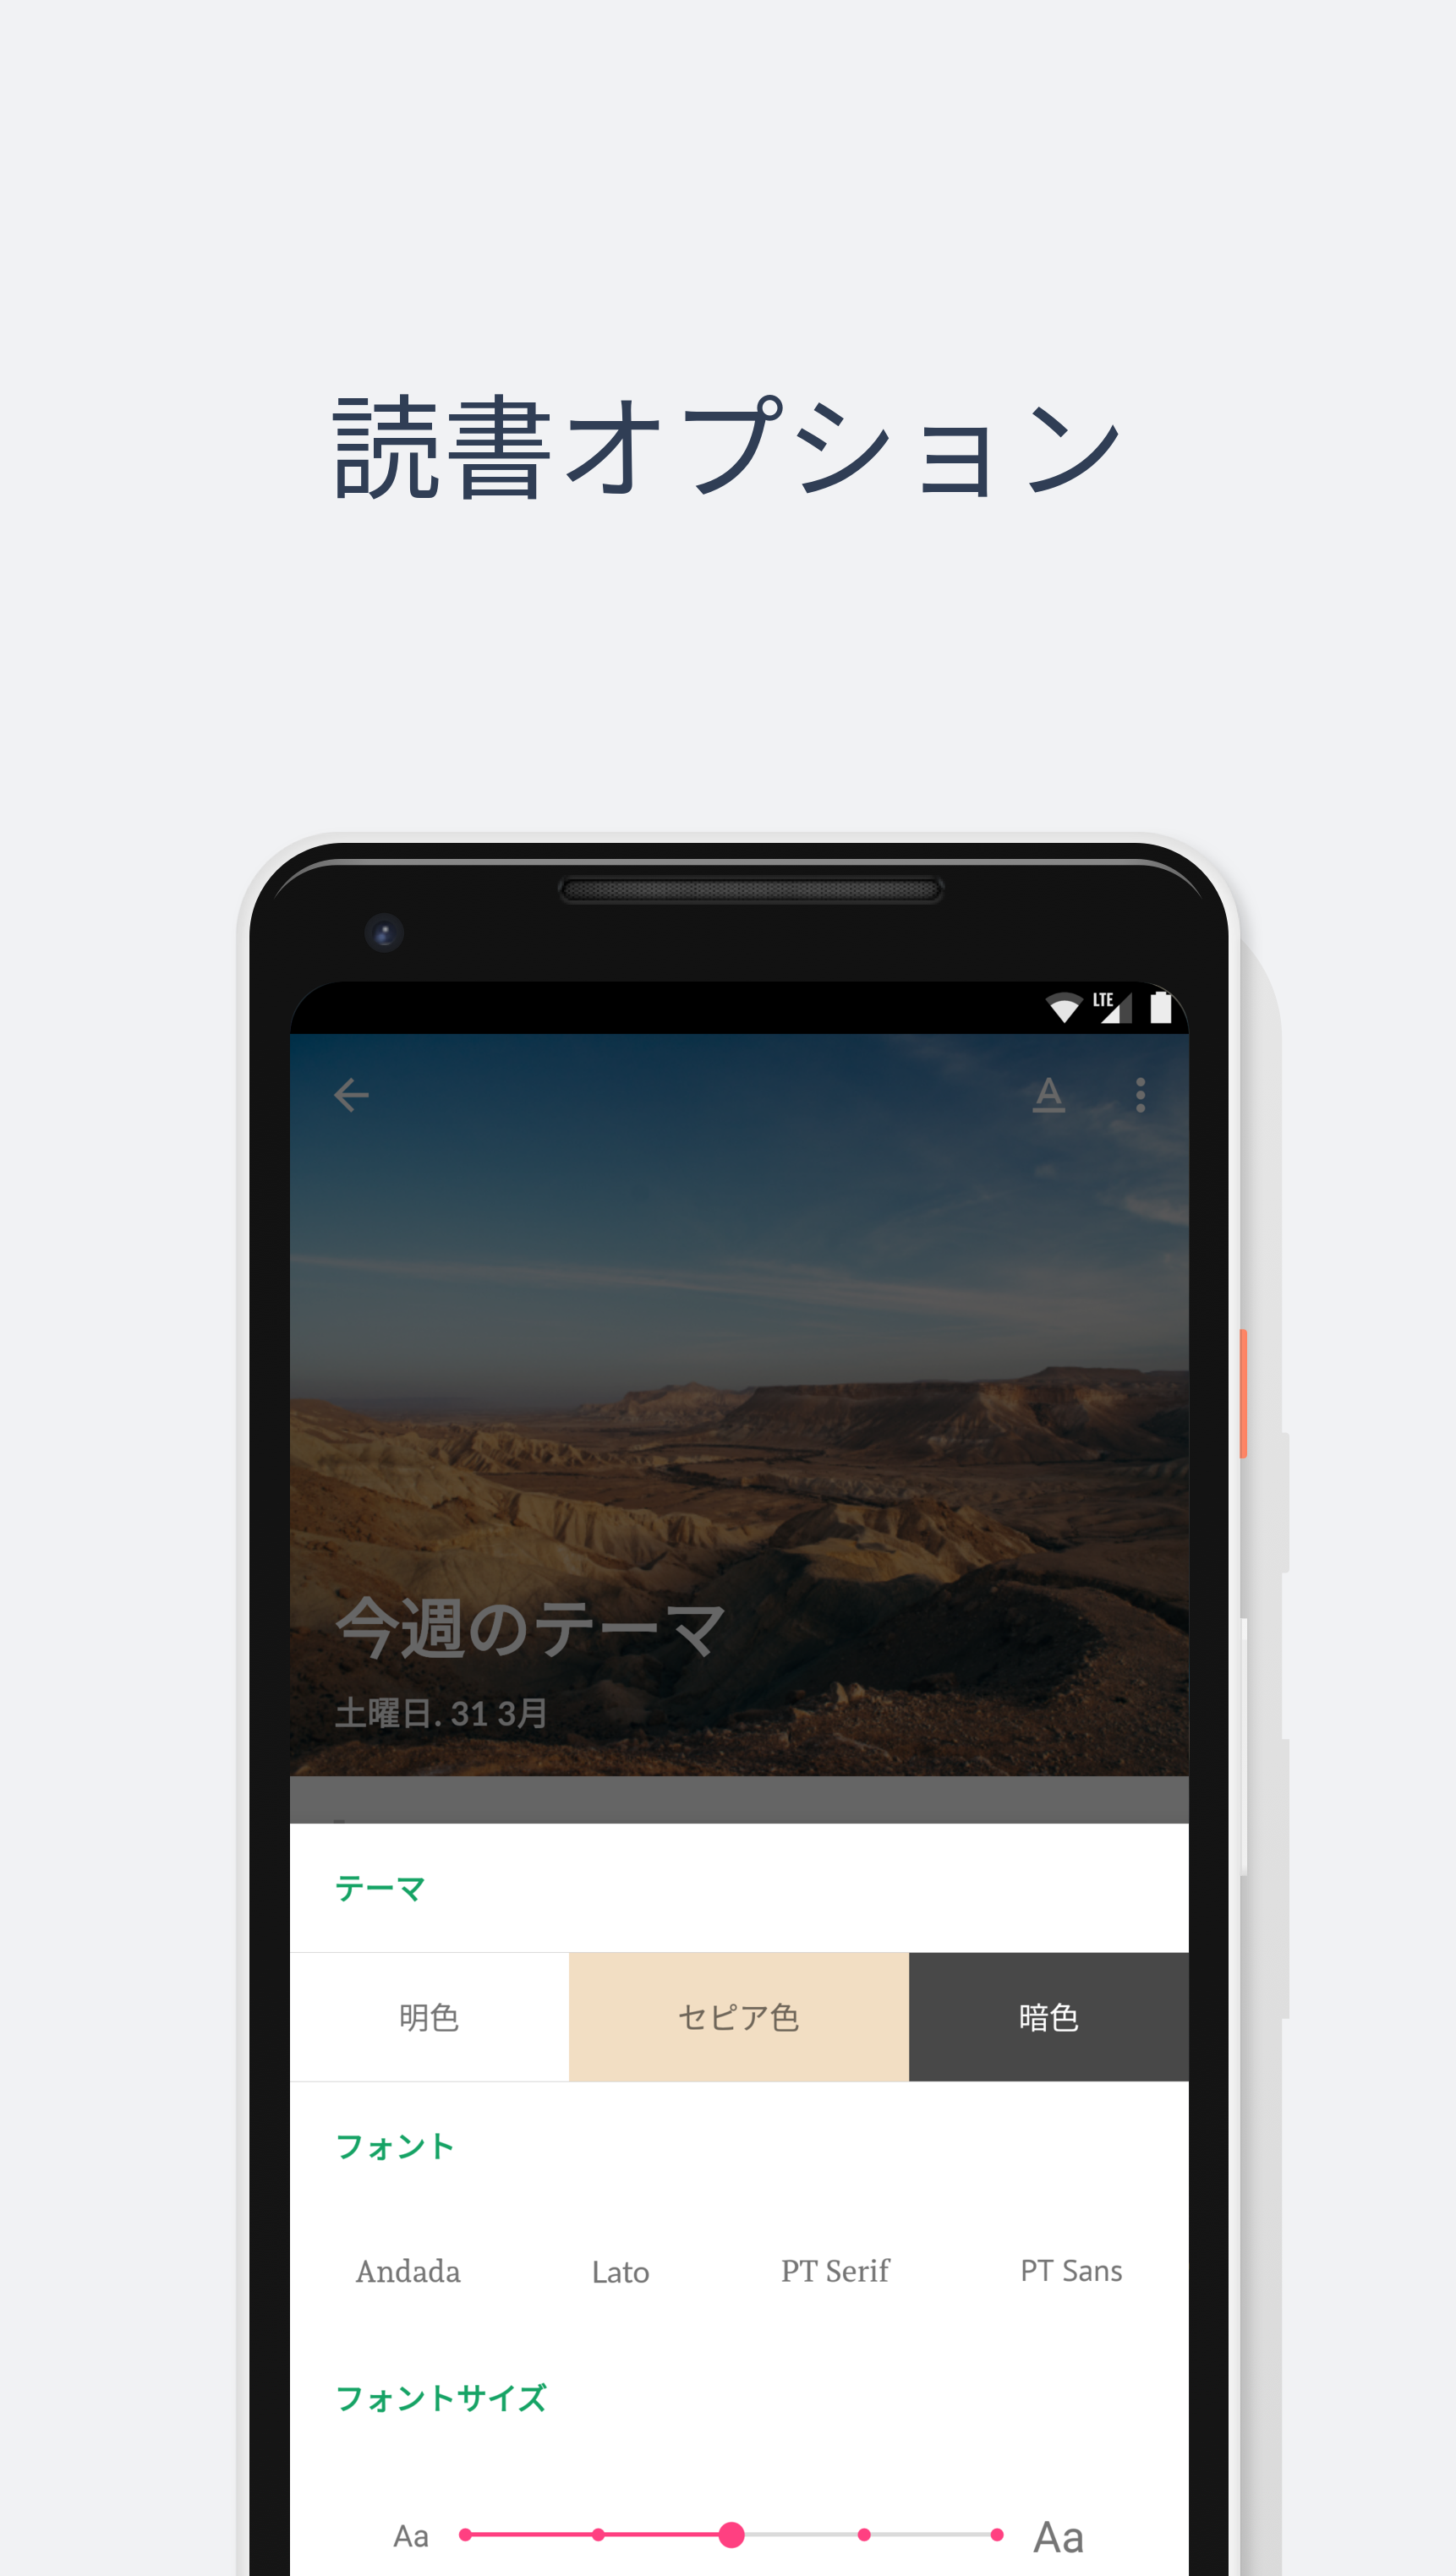 読書オプション
LTE
A
今週のテーマ
土曜日. 31 3月
テーマ
明色 セピア色 暗色
フォント
Andada Lato PT Serif PT Sans
フォントサイズ
Aa Aa